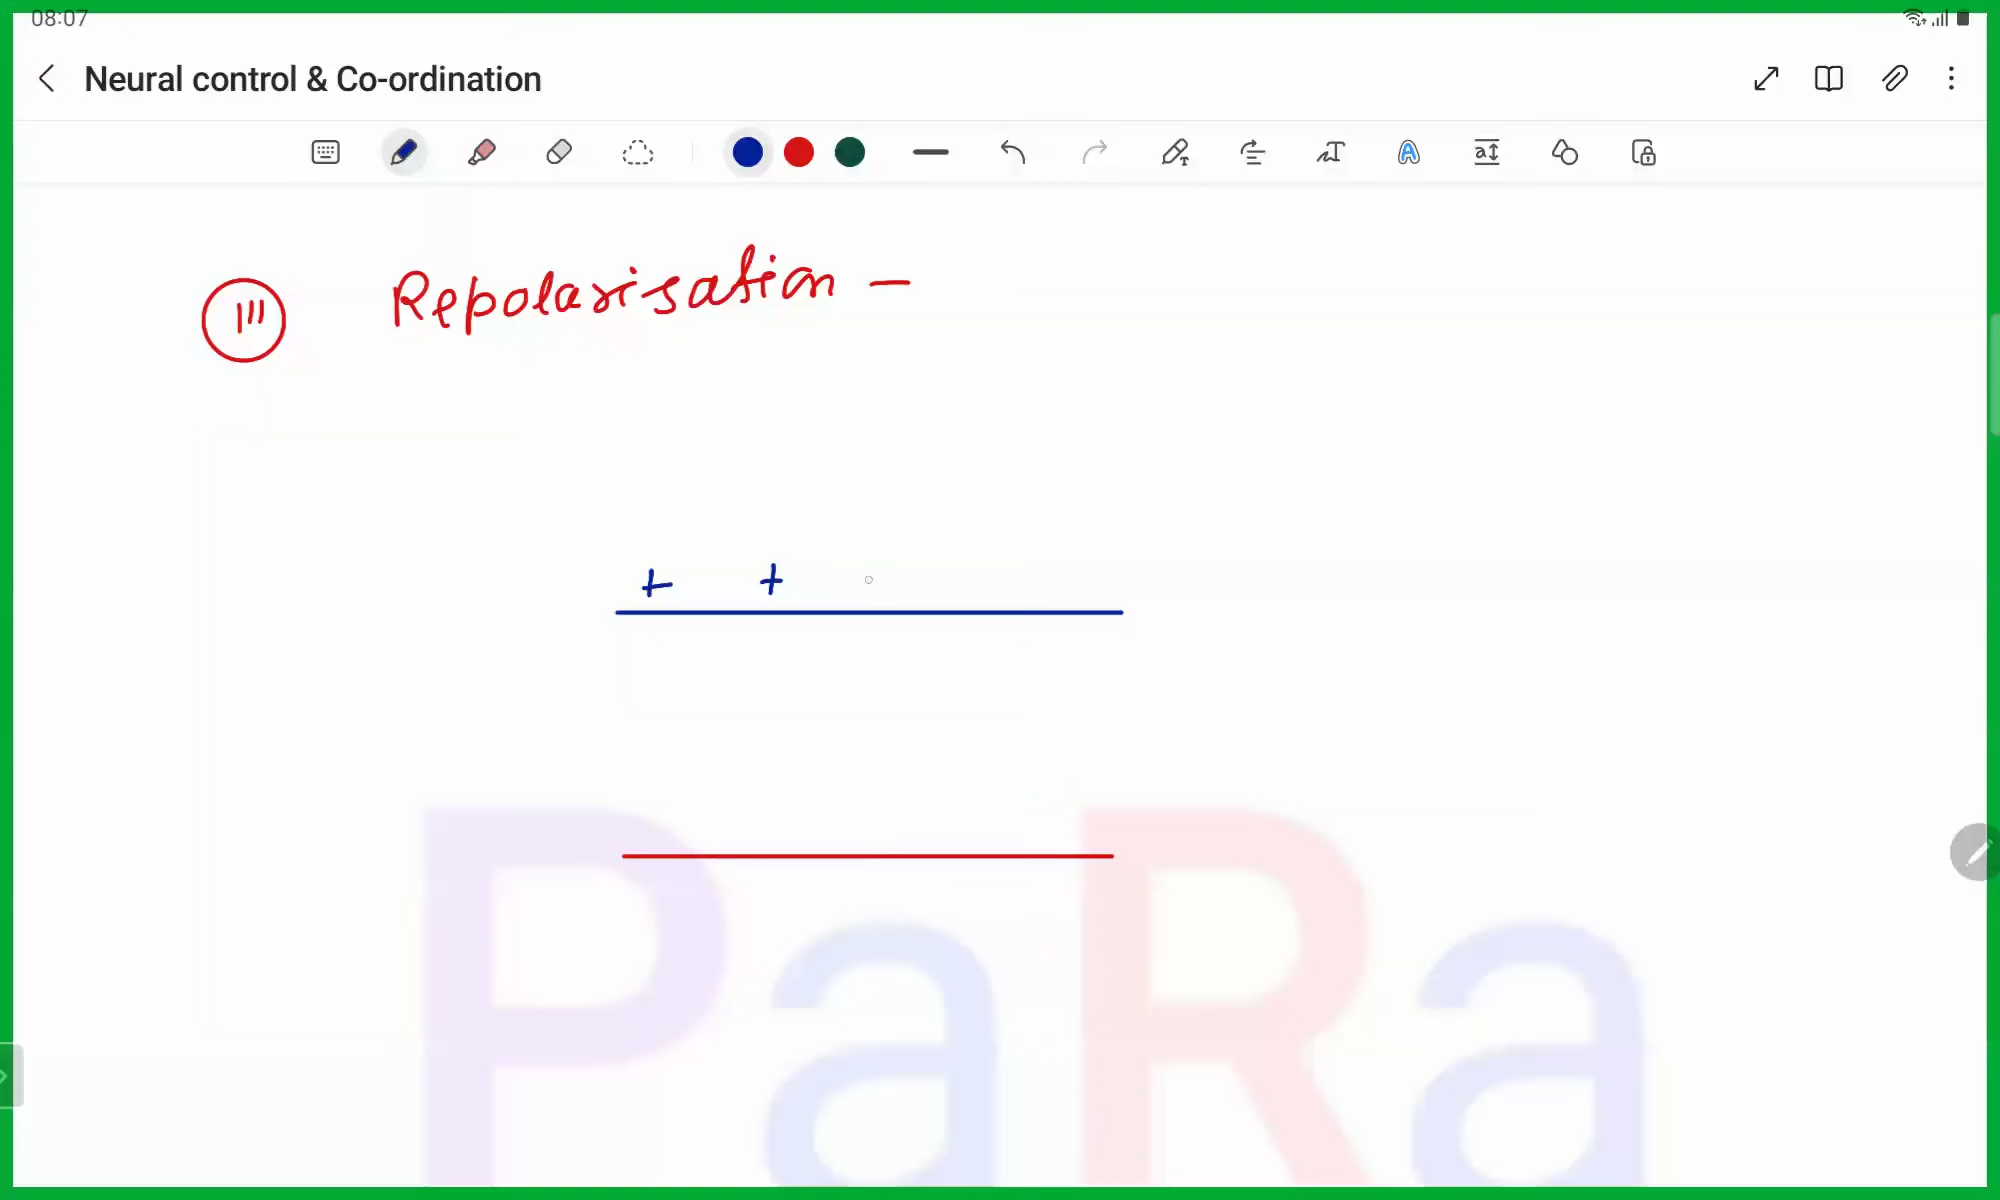 08:07
Neural control & Co-ordination
III Repolarisation -
+ +
PaRa